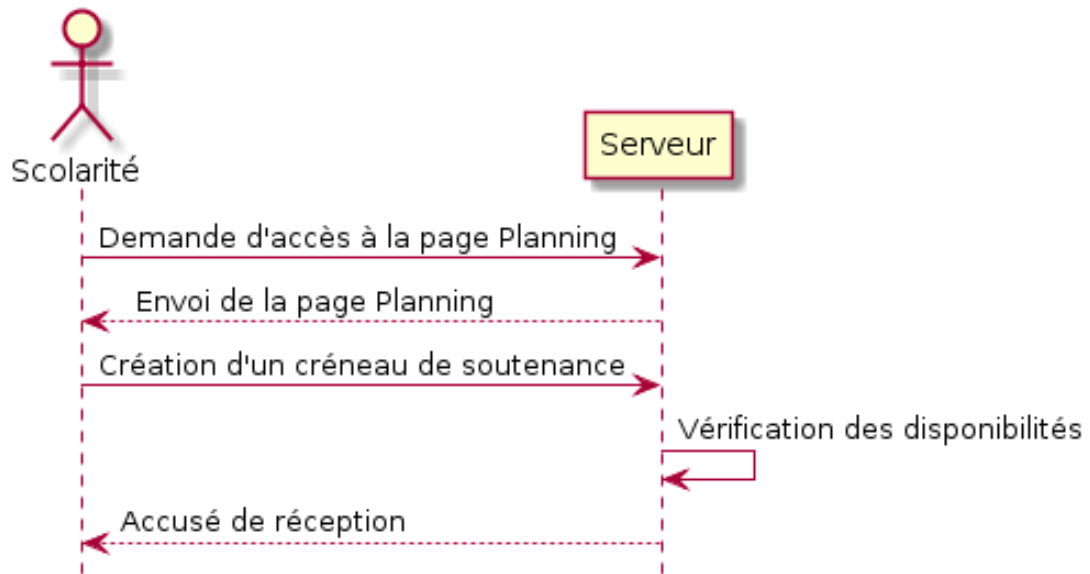 Scolarité
Serveur
Demande d'accès à la page Planning
Envoi de la page Planning
Création d'un créneau de soutenance
Vérification des disponibilités
Accusé de réception